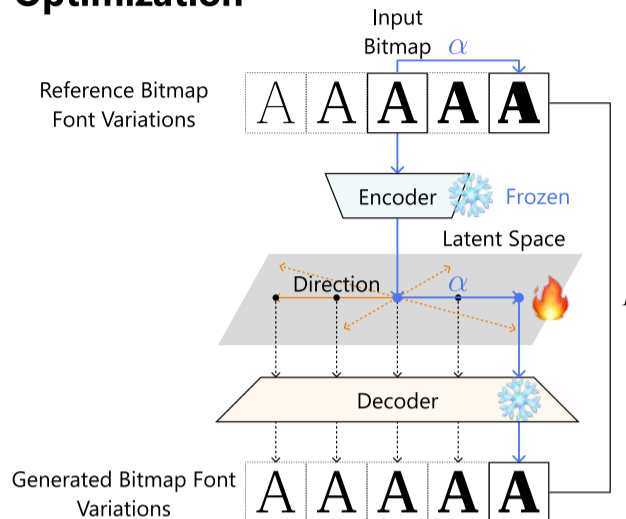 Optimization
Input
Bitmap α
Reference Bitmap
Font Variations
A A A A A
Encoder
Frozen
Latent Space
Direction
α
Decoder
Generated Bitmap Font
Variations
A A A A A